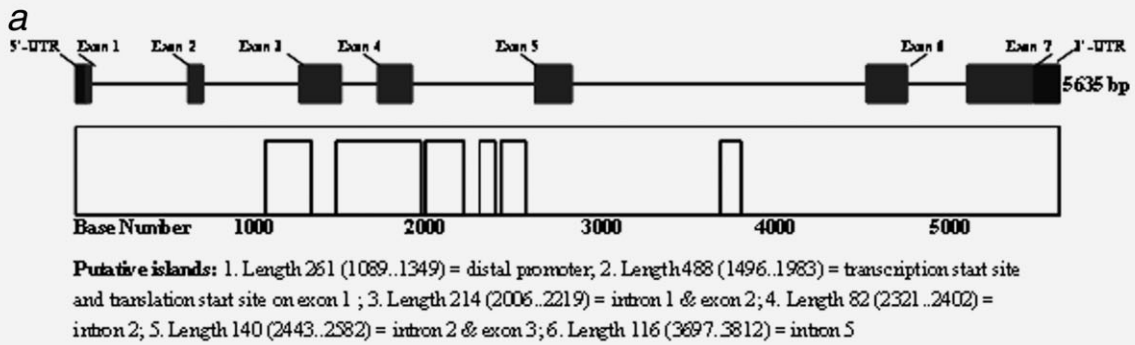 a
5'-UTR Exon 1 Exon 2 Exon 3 Exon 4 Exon 5 Exon 6 Exon 7 3'-UTR
5635 bp
Base Number 1000 2000 3000 4000 5000
Putative islands: 1. Length 261 (1089..1349) = distal promoter; 2. Length 488 (1496..1983) = transcription start site
and translation start site on exon 1 ; 3. Length 214 (2006..2219) = intron 1 & exon 2; 4. Length 82 (2321..2402) =
intron 2; 5. Length 140 (2443..2582) = intron 2 & exon 3; 6. Length 116 (3697..3812) = intron 5